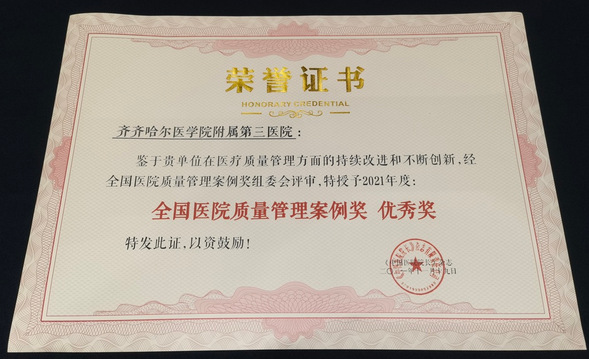 荣誉证书
HONORARY CREDENTIAL
齐齐哈尔医学院附属第三医院：
鉴于贵单位在医疗质量管理方面的持续改进和不断创新，经
全国医院质量管理案例奖组委会评审，特授予2021年度：
全国医院质量管理案例奖 优秀奖
特发此证，以资鼓励！